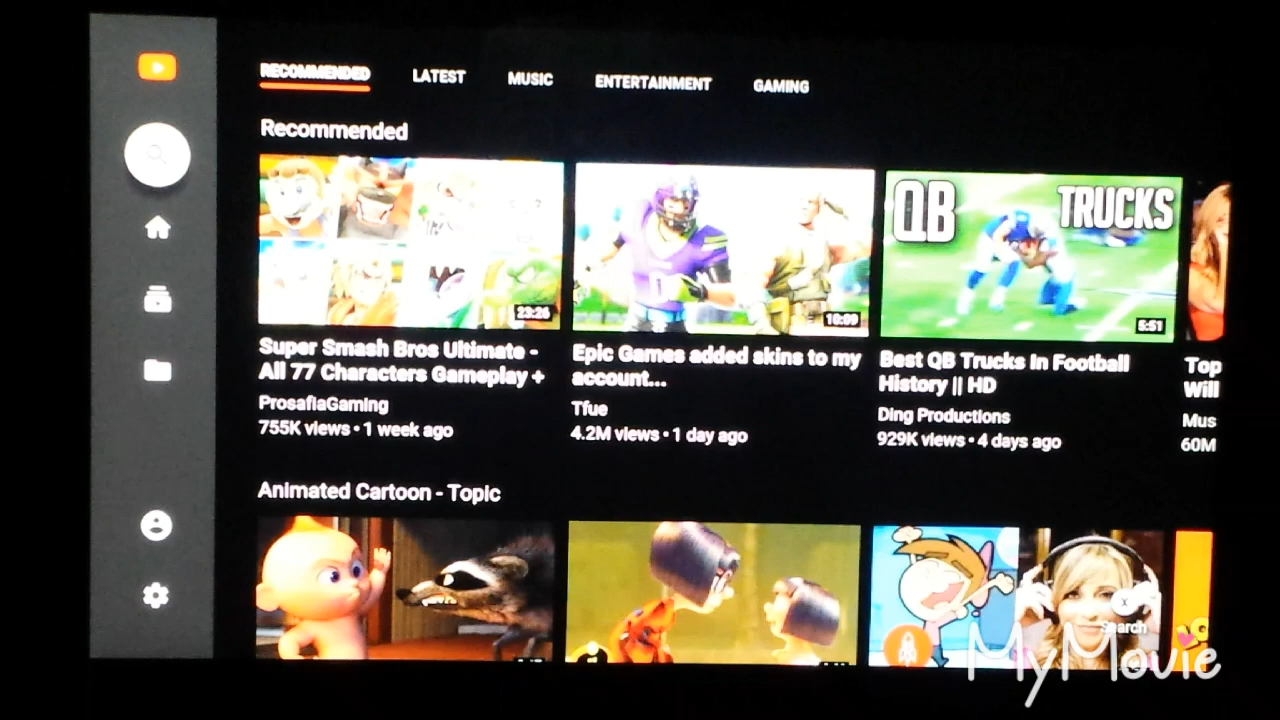 RECOMMENDED LATEST MUSIC ENTERTAINMENT GAMING
Recommended
QB TRUCKS
23:26
10:09
5:51
Super Smash Bros Ultimate -
All 77 Characters Gameplay +
ProsafiaGaming
755K views • 1 week ago
Epic Games added skins to my
account...
Tfue
4.2M views • 1 day ago
Best QB Trucks In Football
History || HD
Ding Productions
929K views • 4 days ago
Top
Will
Mus
60M
Animated Cartoon - Topic
X
Search
MyMovie